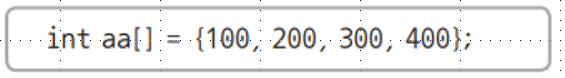 int aa[] = {100, 200, 300, 400};